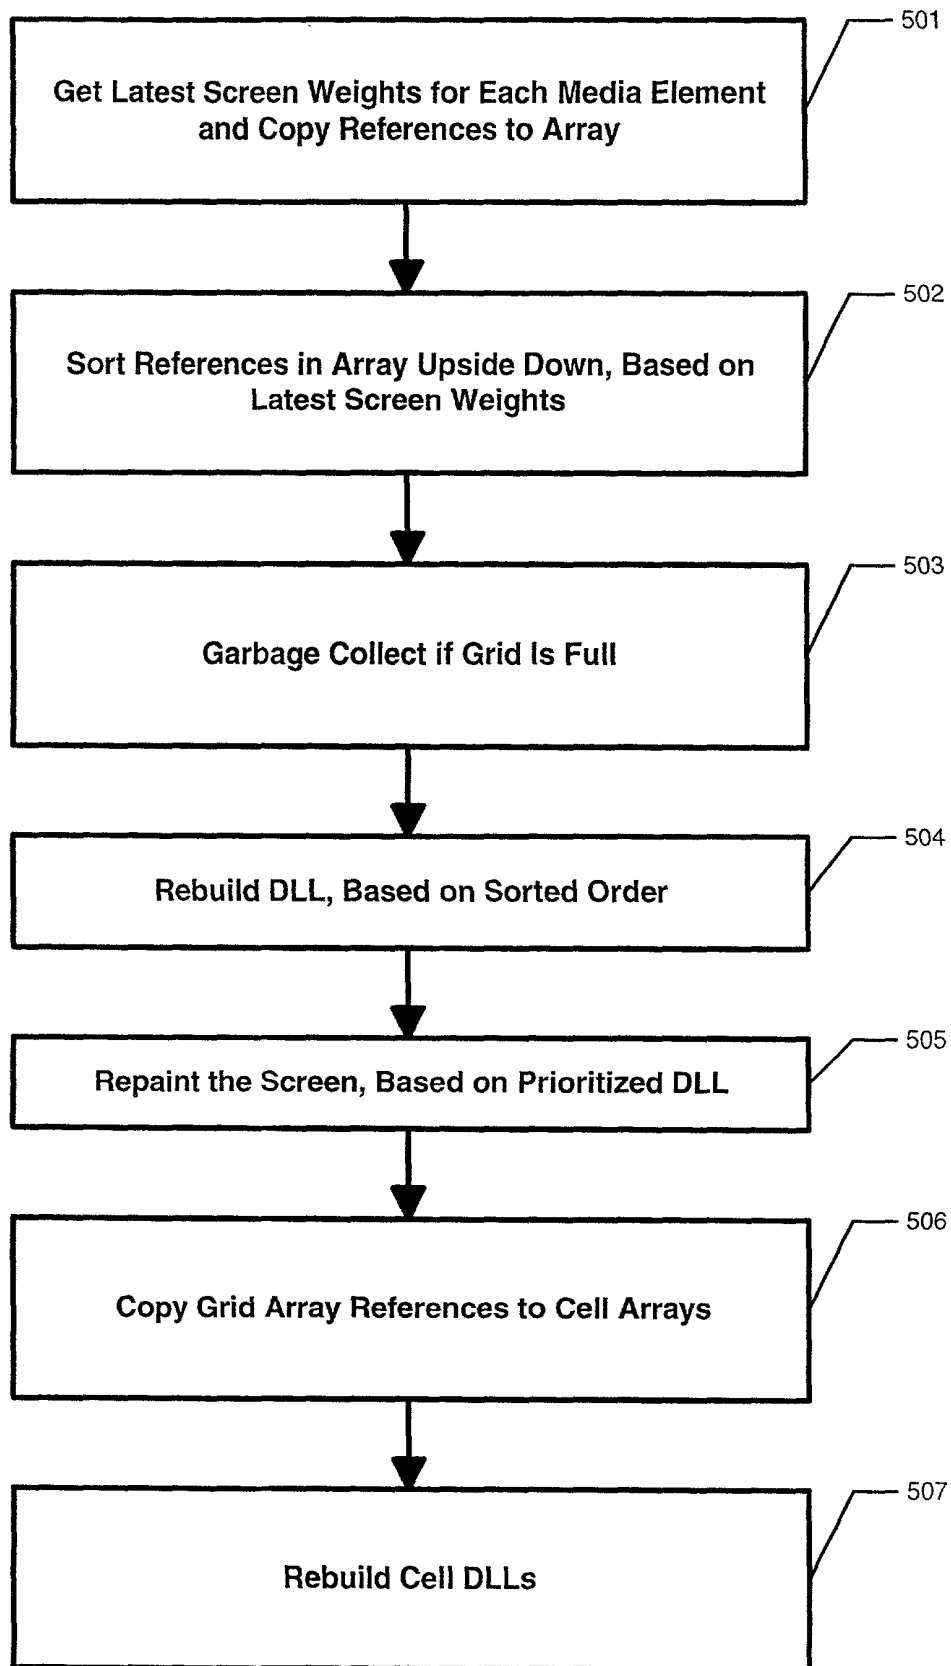 501
Get Latest Screen Weights for Each Media Element
and Copy References to Array
502
Sort References in Array Upside Down, Based on
Latest Screen Weights
503
Garbage Collect if Grid Is Full
504
Rebuild DLL, Based on Sorted Order
505
Repaint the Screen, Based on Prioritized DLL
506
Copy Grid Array References to Cell Arrays
507
Rebuild Cell DLLs